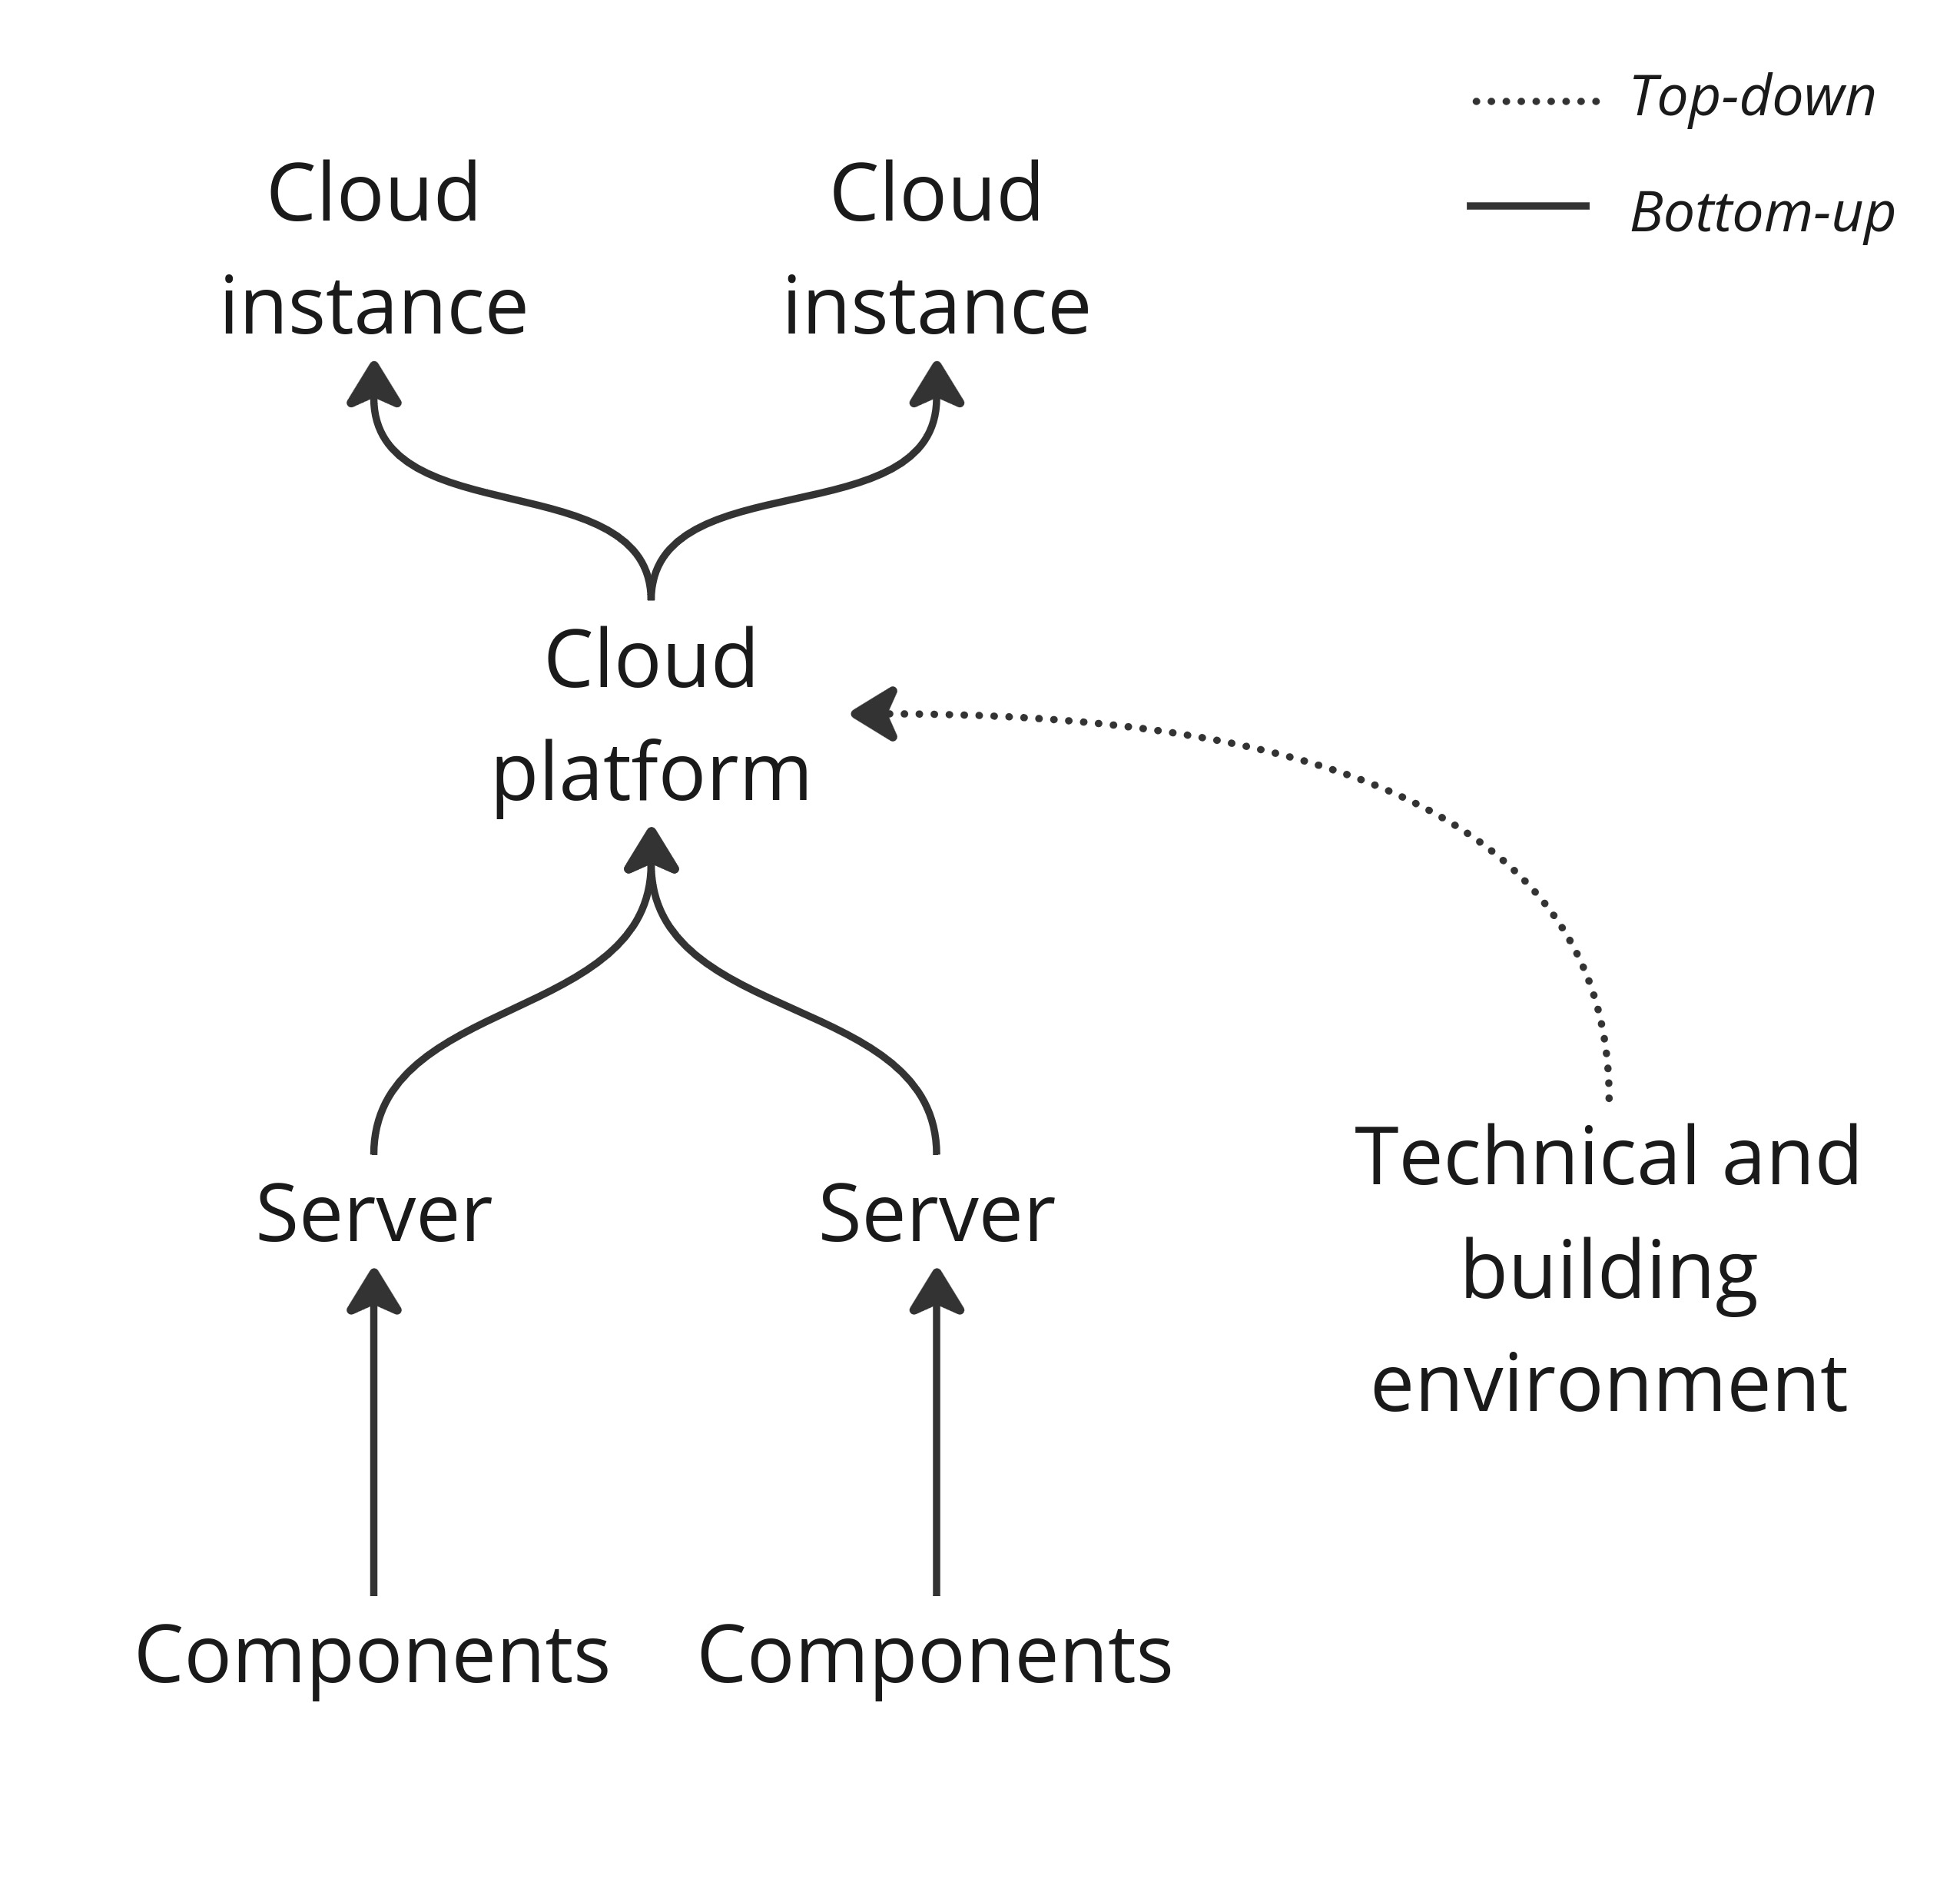 Top-down
Bottom-up
Cloud
instance
Cloud
instance
Cloud
platform
Server
Server
Technical and
building
environment
Components
Components